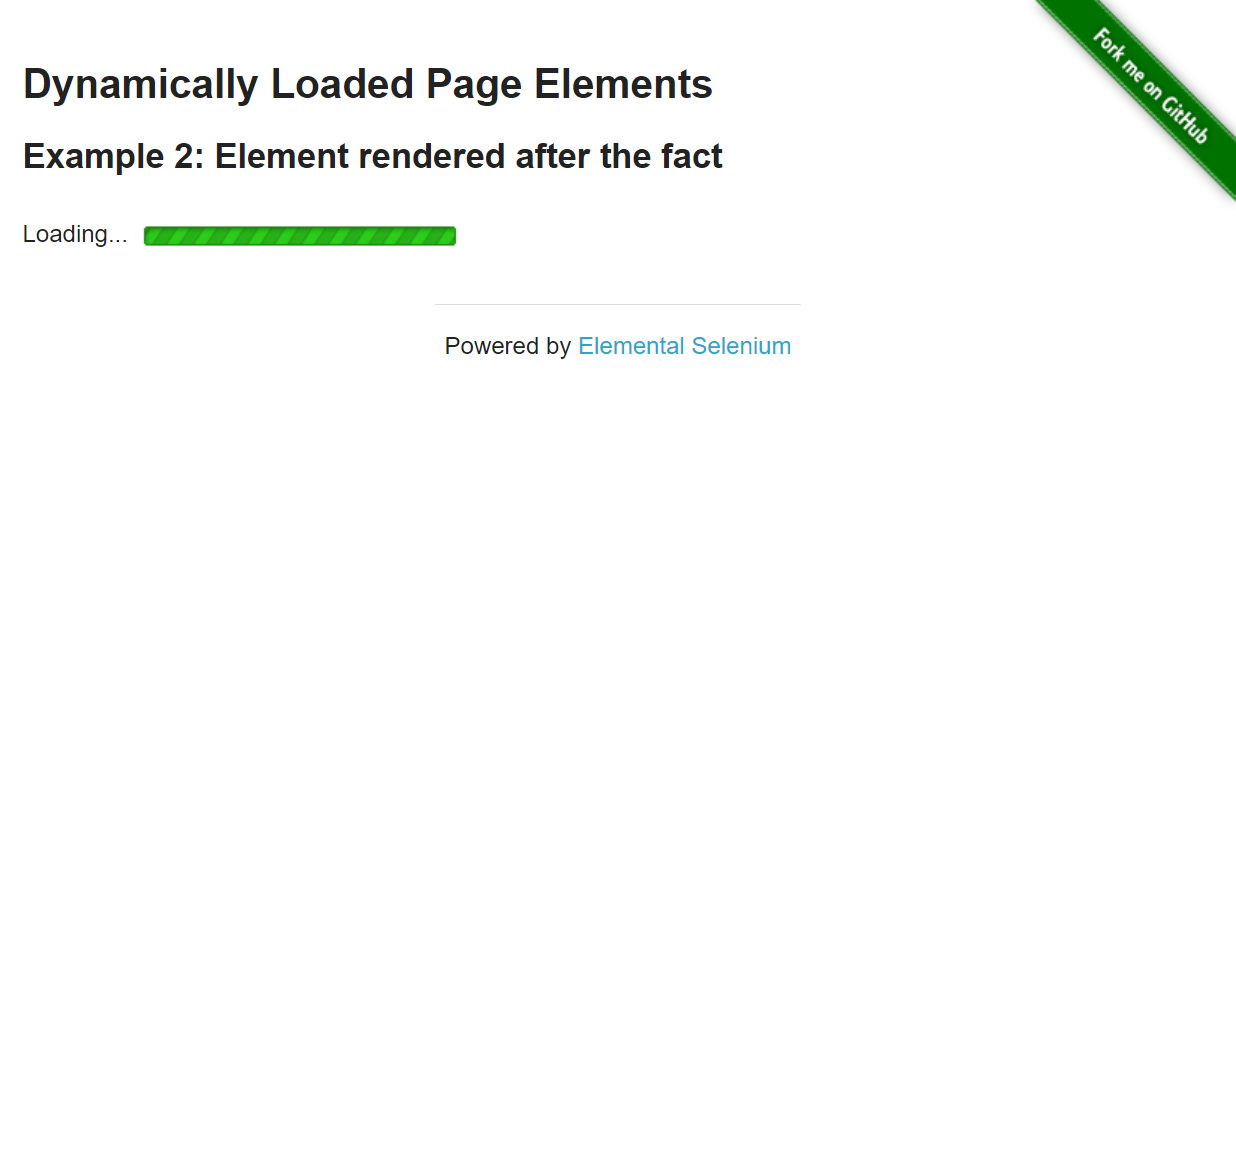 Fork me on GitHub
Dynamically Loaded Page Elements
Example 2: Element rendered after the fact
Loading...
Powered by Elemental Selenium